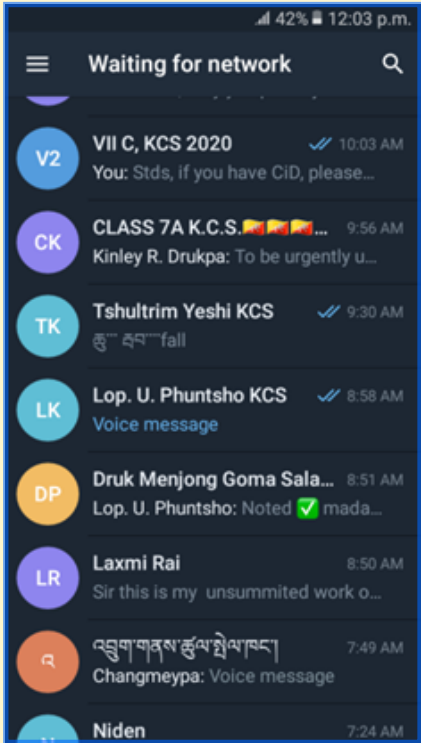 42% 12:03 p.m.
Waiting for network
V2
VII C, KCS 2020
10:03 AM
You: Stds, if you have CiD, please...
CK
CLASS 7A K.C.S.🇧🇹🇧🇹🇧🇹...
9:56 AM
Kinley R. Drukpa: To be urgently u...
TK
Tshultrim Yeshi KCS
9:30 AM
fall
LK
Lop. U. Phuntsho KCS
8:58 AM
Voice message
DP
Druk Menjong Goma Sala...
8:51 AM
Lop. U. Phuntsho: Noted ✅ mada...
LR
Laxmi Rai
8:50 AM
Sir this is my unsummited work o...
འ
འབྲུག་གནས་ཚུལ་སྤེལ་ཁང་།
7:49 AM
Changmeypa: Voice message
Niden
7:24 AM